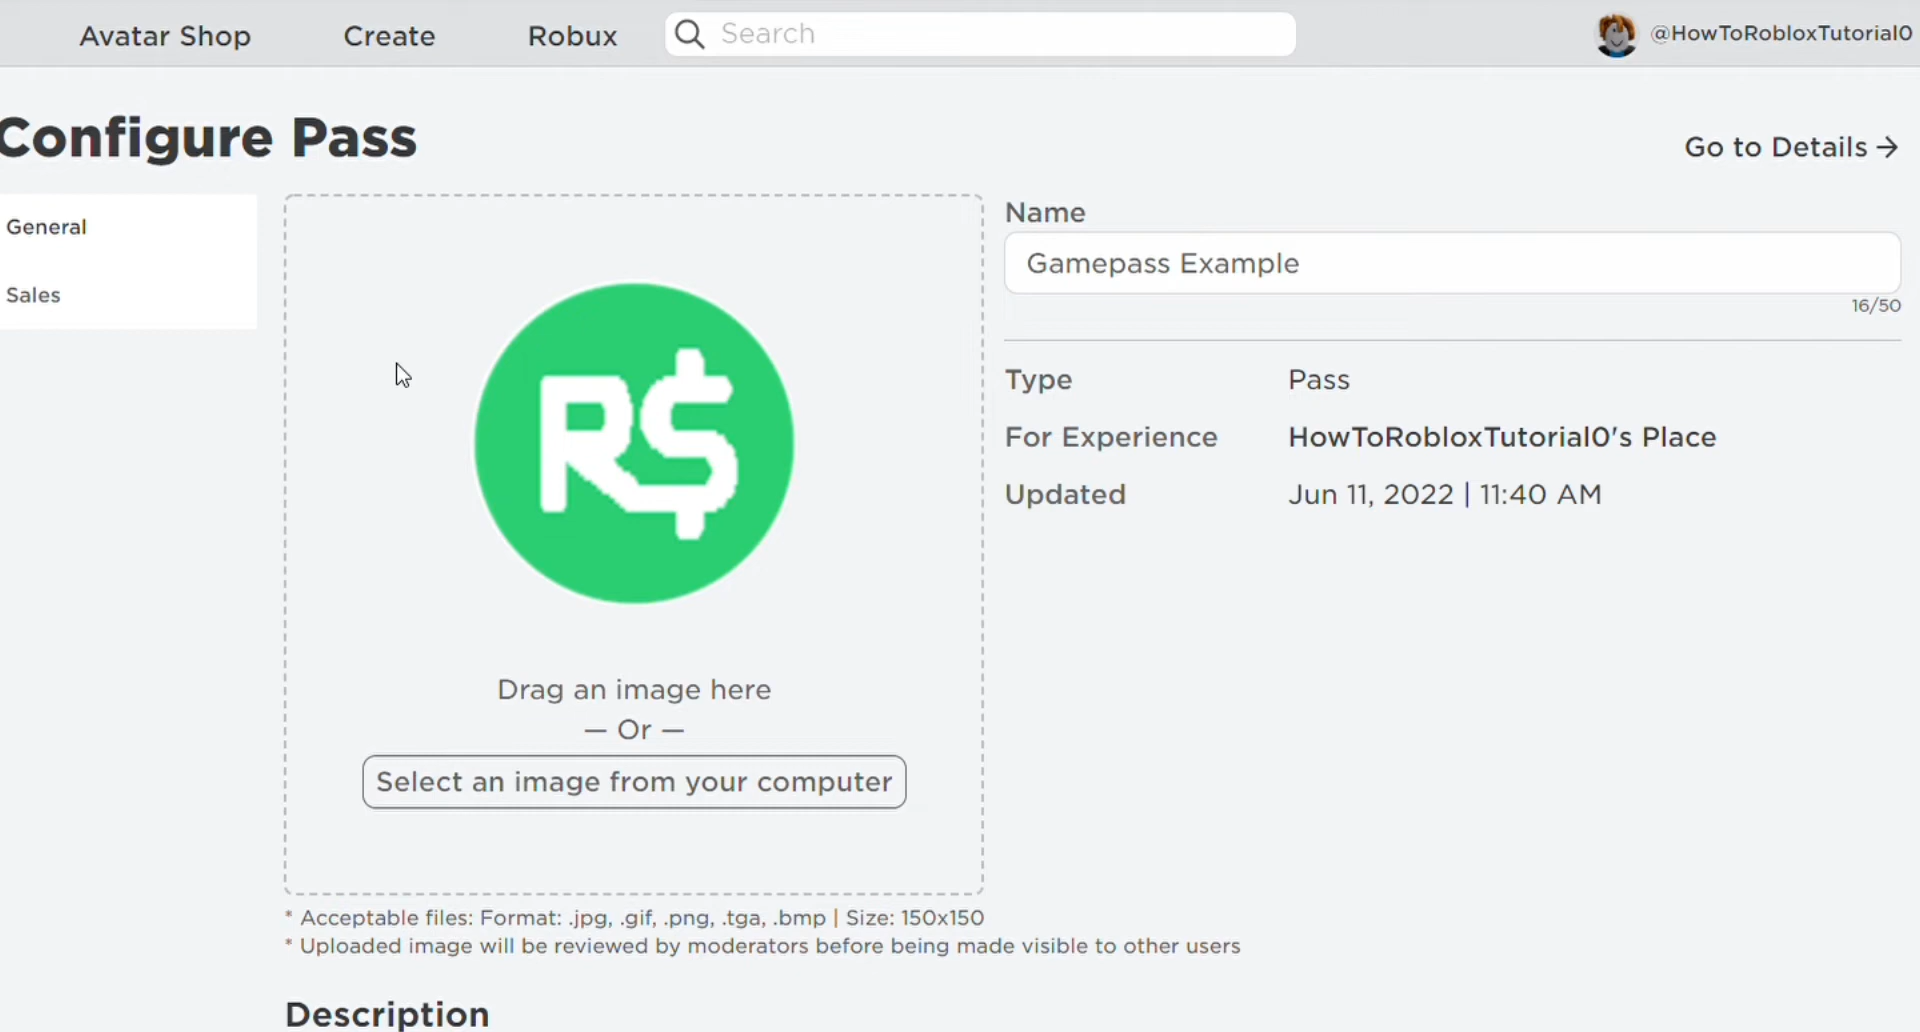 Avatar Shop Create Robux Search @HowToRobloxTutorial0
Configure Pass
Go to Details →
General
Sales
R$
Drag an image here
— Or —
Select an image from your computer
* Acceptable files: Format: .jpg, .gif, .png, .tga, .bmp | Size: 150x150
* Uploaded image will be reviewed by moderators before being made visible to other users
Name
Gamepass Example
16/50
Type Pass
For Experience HowToRobloxTutorial0's Place
Updated Jun 11, 2022 | 11:40 AM
Description